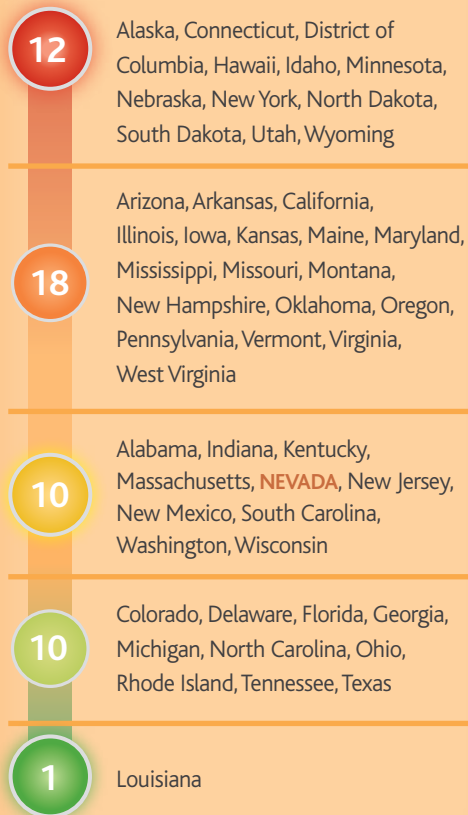 12
Alaska, Connecticut, District of
Columbia, Hawaii, Idaho, Minnesota,
Nebraska, New York, North Dakota,
South Dakota, Utah, Wyoming
18
Arizona, Arkansas, California,
Illinois, Iowa, Kansas, Maine, Maryland,
Mississippi, Missouri, Montana,
New Hampshire, Oklahoma, Oregon,
Pennsylvania, Vermont, Virginia,
West Virginia
10
Alabama, Indiana, Kentucky,
Massachusetts, NEVADA, New Jersey,
New Mexico, South Carolina,
Washington, Wisconsin
10
Colorado, Delaware, Florida, Georgia,
Michigan, North Carolina, Ohio,
Rhode Island, Tennessee, Texas
1
Louisiana